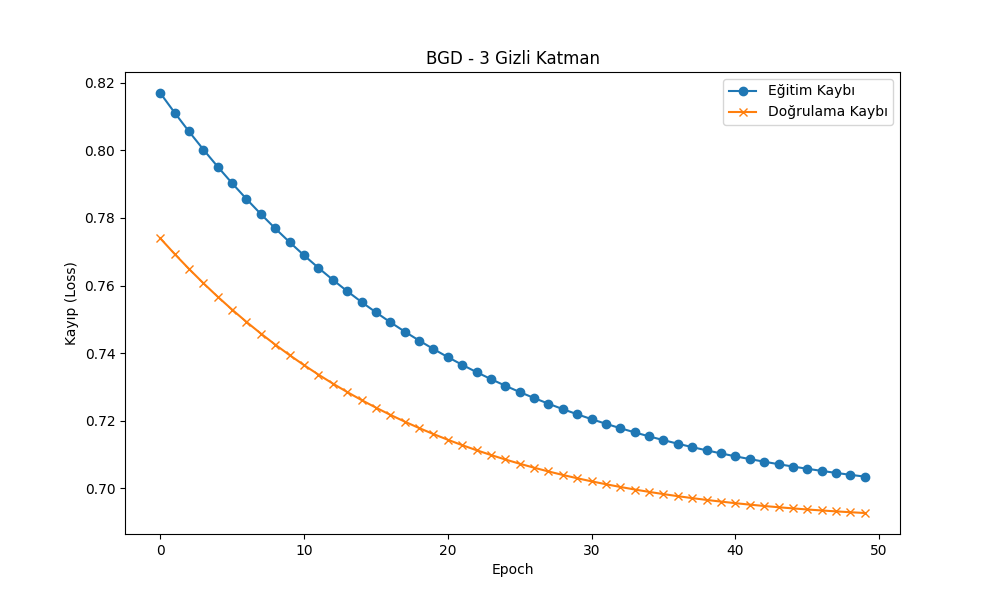 BGD - 3 Gizli Katman
Eğitim Kaybı
Doğrulama Kaybı
Kayıp (Loss)
0.82
0.80
0.78
0.76
0.74
0.72
0.70
0 10 20 30 40 50
Epoch